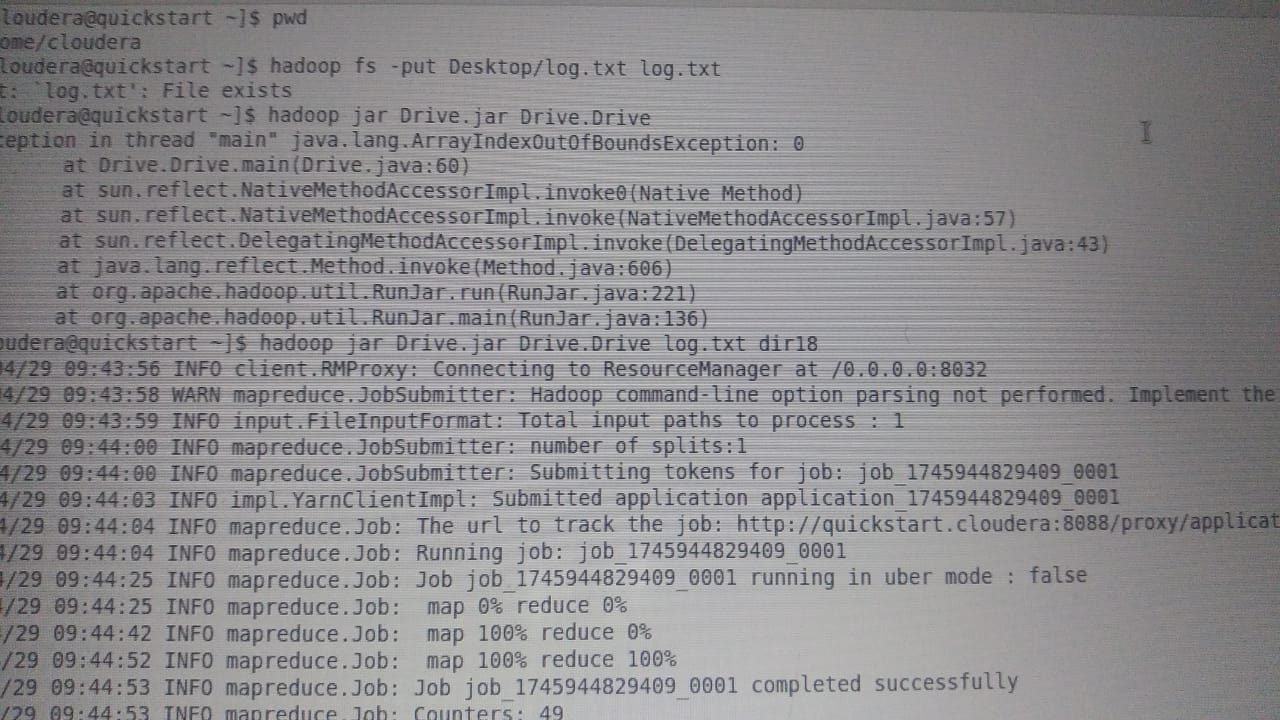 loudera@quickstart ~]$ pwd
ome/cloudera
loudera@quickstart ~]$ hadoop fs -put Desktop/log.txt log.txt
t: `log.txt': File exists
loudera@quickstart ~]$ hadoop jar Drive.jar Drive.Drive
ception in thread "main" java.lang.ArrayIndexOutOfBoundsException: 0
at Drive.Drive.main(Drive.java:60)
at sun.reflect.NativeMethodAccessorImpl.invoke0(Native Method)
at sun.reflect.NativeMethodAccessorImpl.invoke(NativeMethodAccessorImpl.java:57)
at sun.reflect.DelegatingMethodAccessorImpl.invoke(DelegatingMethodAccessorImpl.java:43)
at java.lang.reflect.Method.invoke(Method.java:606)
at org.apache.hadoop.util.RunJar.run(RunJar.java:221)
at org.apache.hadoop.util.RunJar.main(RunJar.java:136)
oudera@quickstart ~]$ hadoop jar Drive.jar Drive.Drive log.txt dir18
4/29 09:43:56 INFO client.RMProxy: Connecting to ResourceManager at /0.0.0.0:8032
4/29 09:43:58 WARN mapreduce.JobSubmitter: Hadoop command-line option parsing not performed. Implement the
4/29 09:43:59 INFO input.FileInputFormat: Total input paths to process : 1
4/29 09:44:00 INFO mapreduce.JobSubmitter: number of splits:1
4/29 09:44:00 INFO mapreduce.JobSubmitter: Submitting tokens for job: job_1745944829409_0001
4/29 09:44:03 INFO impl.YarnClientImpl: Submitted application application_1745944829409_0001
4/29 09:44:04 INFO mapreduce.Job: The url to track the job: http://quickstart.cloudera:8088/proxy/applicat
4/29 09:44:04 INFO mapreduce.Job: Running job: job_1745944829409_0001
/29 09:44:25 INFO mapreduce.Job: Job job_1745944829409_0001 running in uber mode : false
/29 09:44:25 INFO mapreduce.Job:  map 0% reduce 0%
/29 09:44:42 INFO mapreduce.Job:  map 100% reduce 0%
/29 09:44:52 INFO mapreduce.Job:  map 100% reduce 100%
/29 09:44:53 INFO mapreduce.Job: Job job_1745944829409_0001 completed successfully
/29 09:44:53 INFO mapreduce.Job: Counters: 49